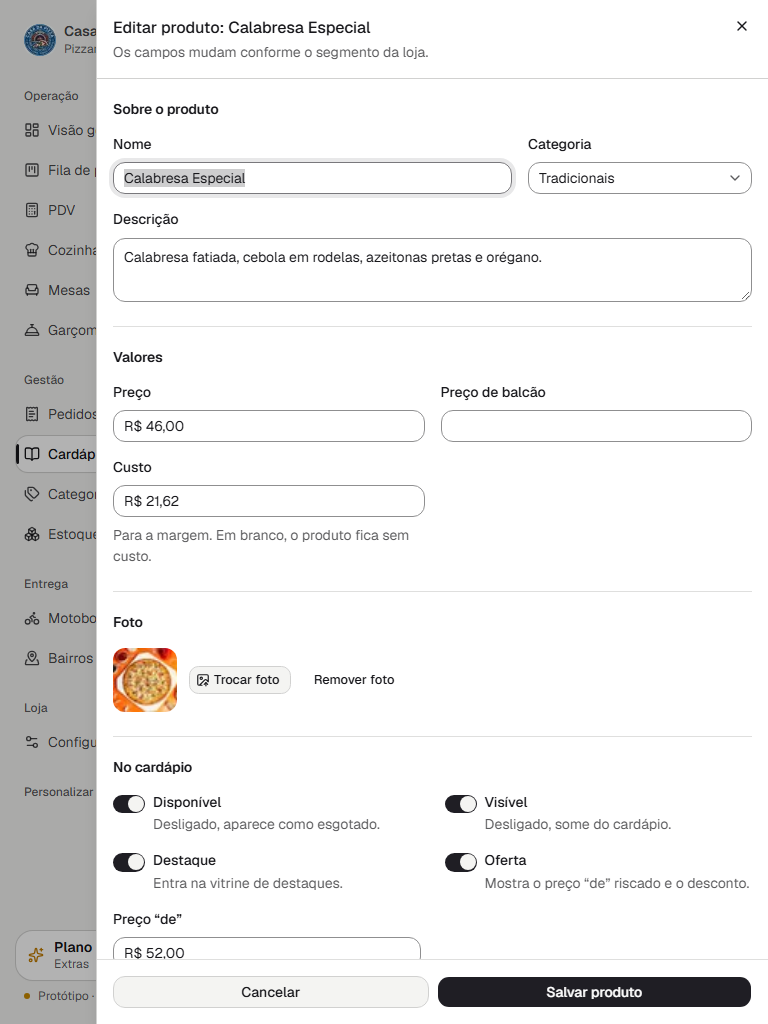 Casa
Pizzar
Operação
Visão g
Fila de p
PDV
Cozinha
Mesas
Garçom
Gestão
Pedidos
Cardáp
Catego
Estoque
Entrega
Motobo
Bairros
Loja
Configu
Personalizar
Plano
Extras
Protótipo ·
Editar produto: Calabresa Especial
Os campos mudam conforme o segmento da loja.
Sobre o produto
Nome
Categoria
Calabresa Especial
Tradicionais
Descrição
Calabresa fatiada, cebola em rodelas, azeitonas pretas e orégano.
Valores
Preço
Preço de balcão
R$ 46,00
Custo
R$ 21,62
Para a margem. Em branco, o produto fica sem
custo.
Foto
Trocar foto
Remover foto
No cardápio
Disponível
Desligado, aparece como esgotado.
Visível
Desligado, some do cardápio.
Destaque
Entra na vitrine de destaques.
Oferta
Mostra o preço “de” riscado e o desconto.
Preço “de”
R$ 52,00
Cancelar
Salvar produto